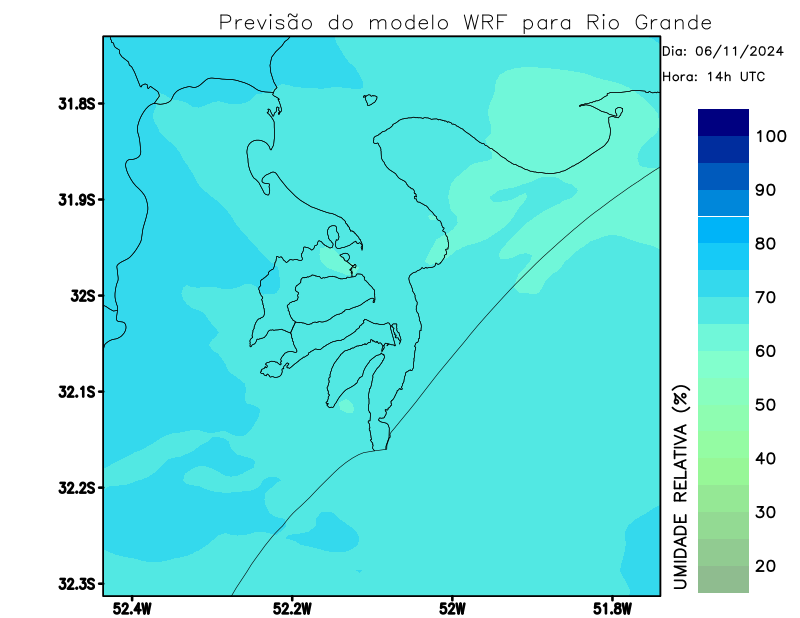 Previsão do modelo WRF para Rio Grande
Dia: 06/11/2024
Hora: 14h UTC
31.8S
31.9S
32S
32.1S
32.2S
32.3S
52.4W
52.2W
52W
51.8W
100
90
80
70
60
50
40
30
20
UMIDADE RELATIVA (%)